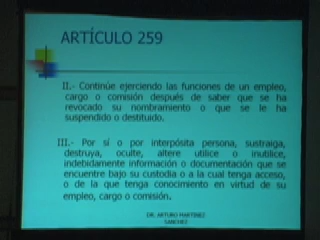 ARTÍCULO 259
II.- Continúe ejerciendo las funciones de un empleo,
cargo o comisión después de saber que se ha
revocado su nombramiento o que se le ha
suspendido o destituido.
III.- Por sí o por interpósita persona, sustraiga,
destruya, oculte, altere utilice o inutilice,
indebidamente información o documentación que se
encuentre bajo su custodia o a la cual tenga acceso,
o de la que tenga conocimiento en virtud de su
empleo, cargo o comisión.
DR. ARTURO MARTÍNEZ
SÁNCHEZ